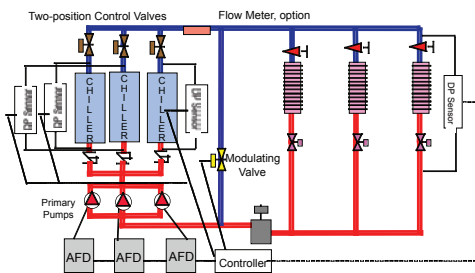 Two-position Control Valves
Flow Meter, option
CHILLER
CHILLER
CHILLER
DP Sensor
DP Sensor
DP Sensor
Modulating
Valve
Primary
Pumps
AFD
AFD
AFD
Controller